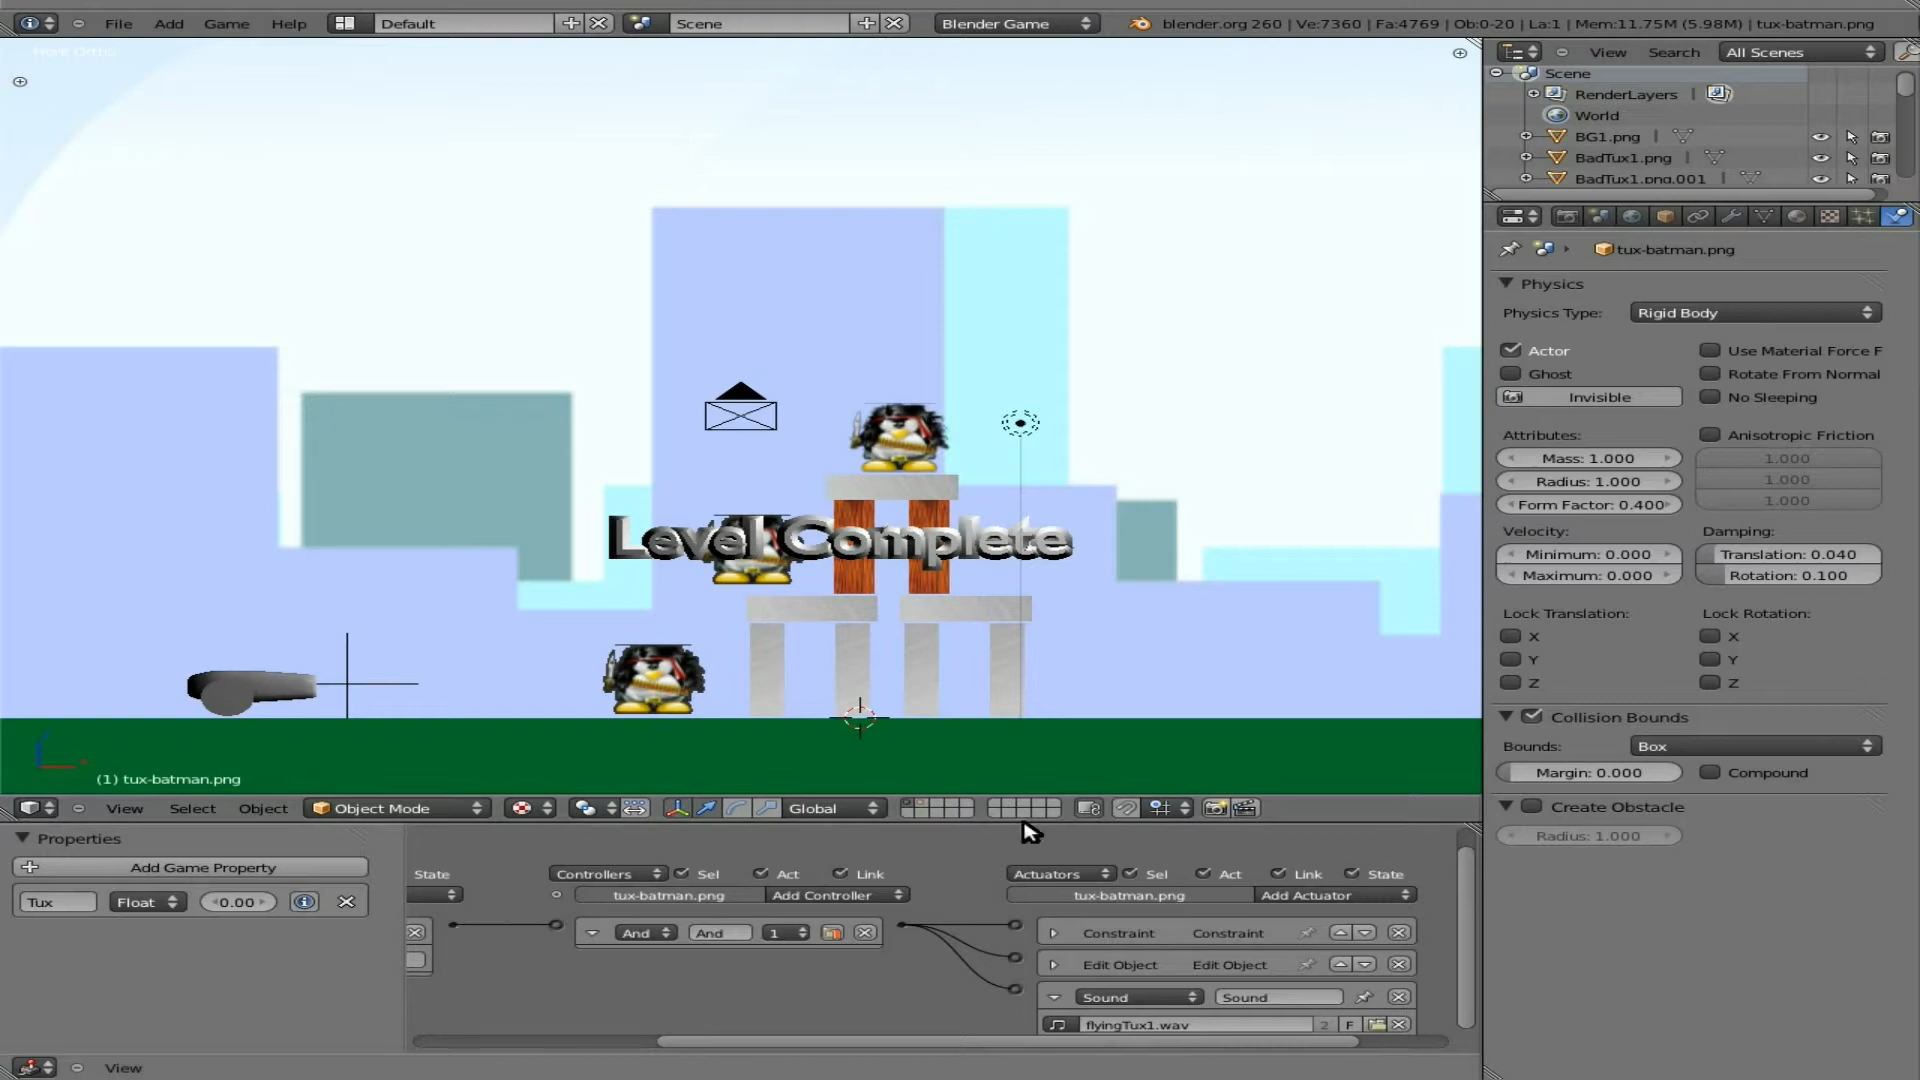 File Add Game Help Default Scene Blender Game blender.org 260 | Ve:7360 | Fa:4769 | Ob:0-20 | La:1 | Mem:11.75M (5.98M) | tux-batman.png
View Search All Scenes
Scene
RenderLayers |
World
BG1.png |
BadTux1.png |
BadTux1.png.001 |
tux-batman.png
Physics
Physics Type: Rigid Body
Actor Use Material Force F
Ghost Rotate From Normal
Invisible No Sleeping
Attributes: Anisotropic Friction
Mass: 1.000 1.000
Radius: 1.000 1.000
Form Factor: 0.400 1.000
Velocity: Damping:
Minimum: 0.000 Translation: 0.040
Maximum: 0.000 Rotation: 0.100
Lock Translation: Lock Rotation:
X X
Y Y
Z Z
Collision Bounds
Bounds: Box
Margin: 0.000 Compound
Create Obstacle
Radius: 1.000
Level Complete
(1) tux-batman.png
View Select Object Object Mode Global
Properties
Add Game Property
Tux Float 0.00
State Controllers Sel Act Link Actuators Sel Act Link State
tux-batman.png Add Controller tux-batman.png Add Actuator
And And 1 Constraint Constraint
Edit Object Edit Object
Sound Sound
flyingTux1.wav 2 F
View